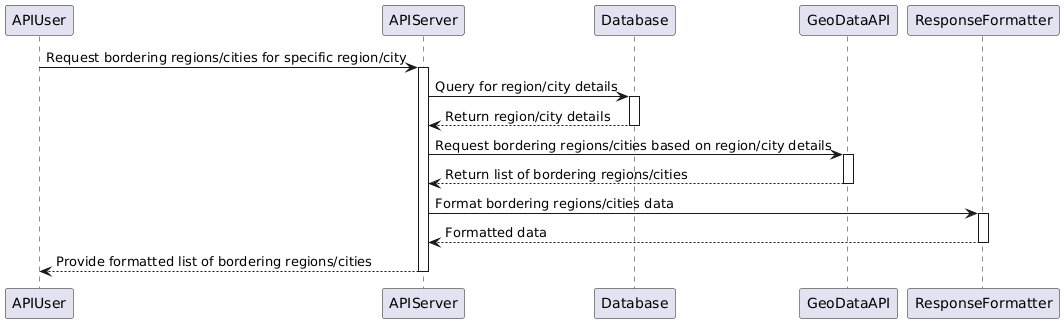 APIUser APIServer Database GeoDataAPI ResponseFormatter
Request bordering regions/cities for specific region/city
Query for region/city details
Return region/city details
Request bordering regions/cities based on region/city details
Return list of bordering regions/cities
Format bordering regions/cities data
Formatted data
Provide formatted list of bordering regions/cities
APIUser APIServer Database GeoDataAPI ResponseFormatter